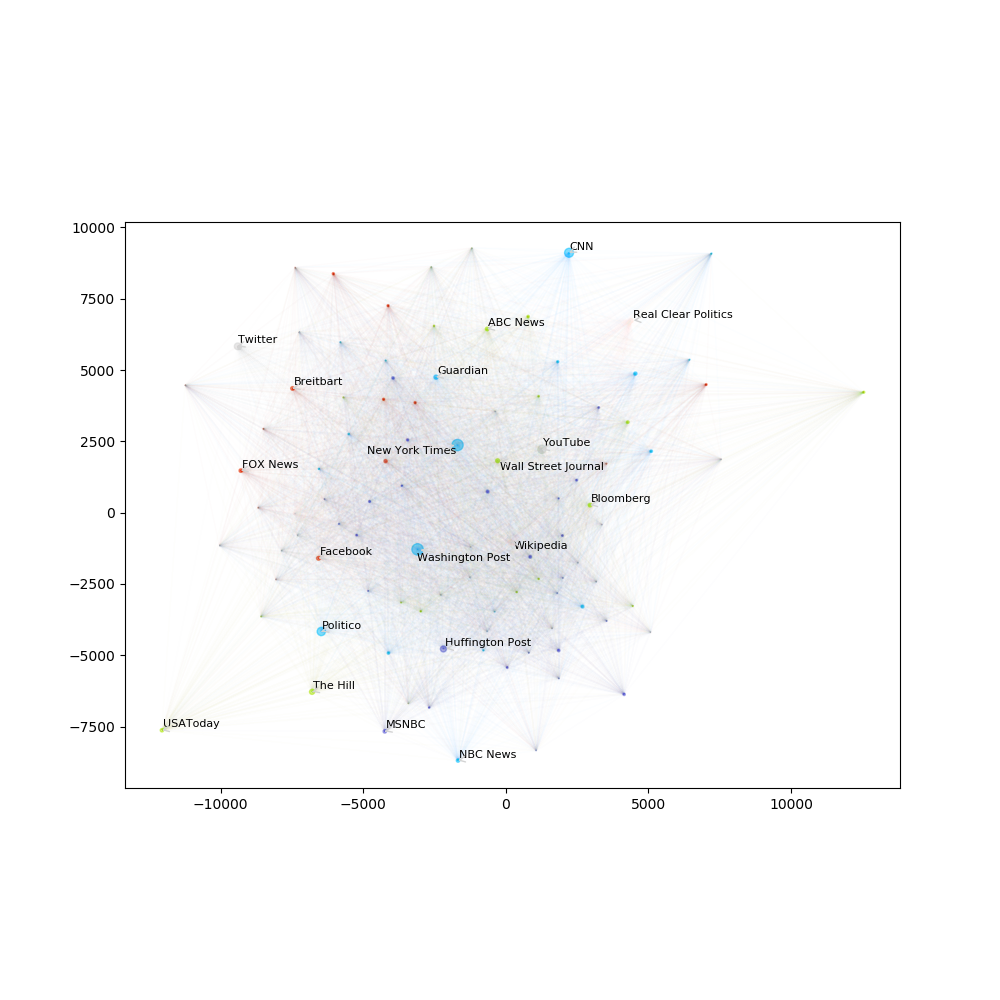 10000
CNN
7500
Real Clear Politics
ABC News
Twitter
5000
Guardian
Breitbart
2500
YouTube
New York Times
FOX News
Wall Street Journal
Bloomberg
0
Wikipedia
Facebook
Washington Post
−2500
Politico
Huffington Post
−5000
The Hill
USAToday
MSNBC
−7500
NBC News
−10000
−5000
0
5000
10000